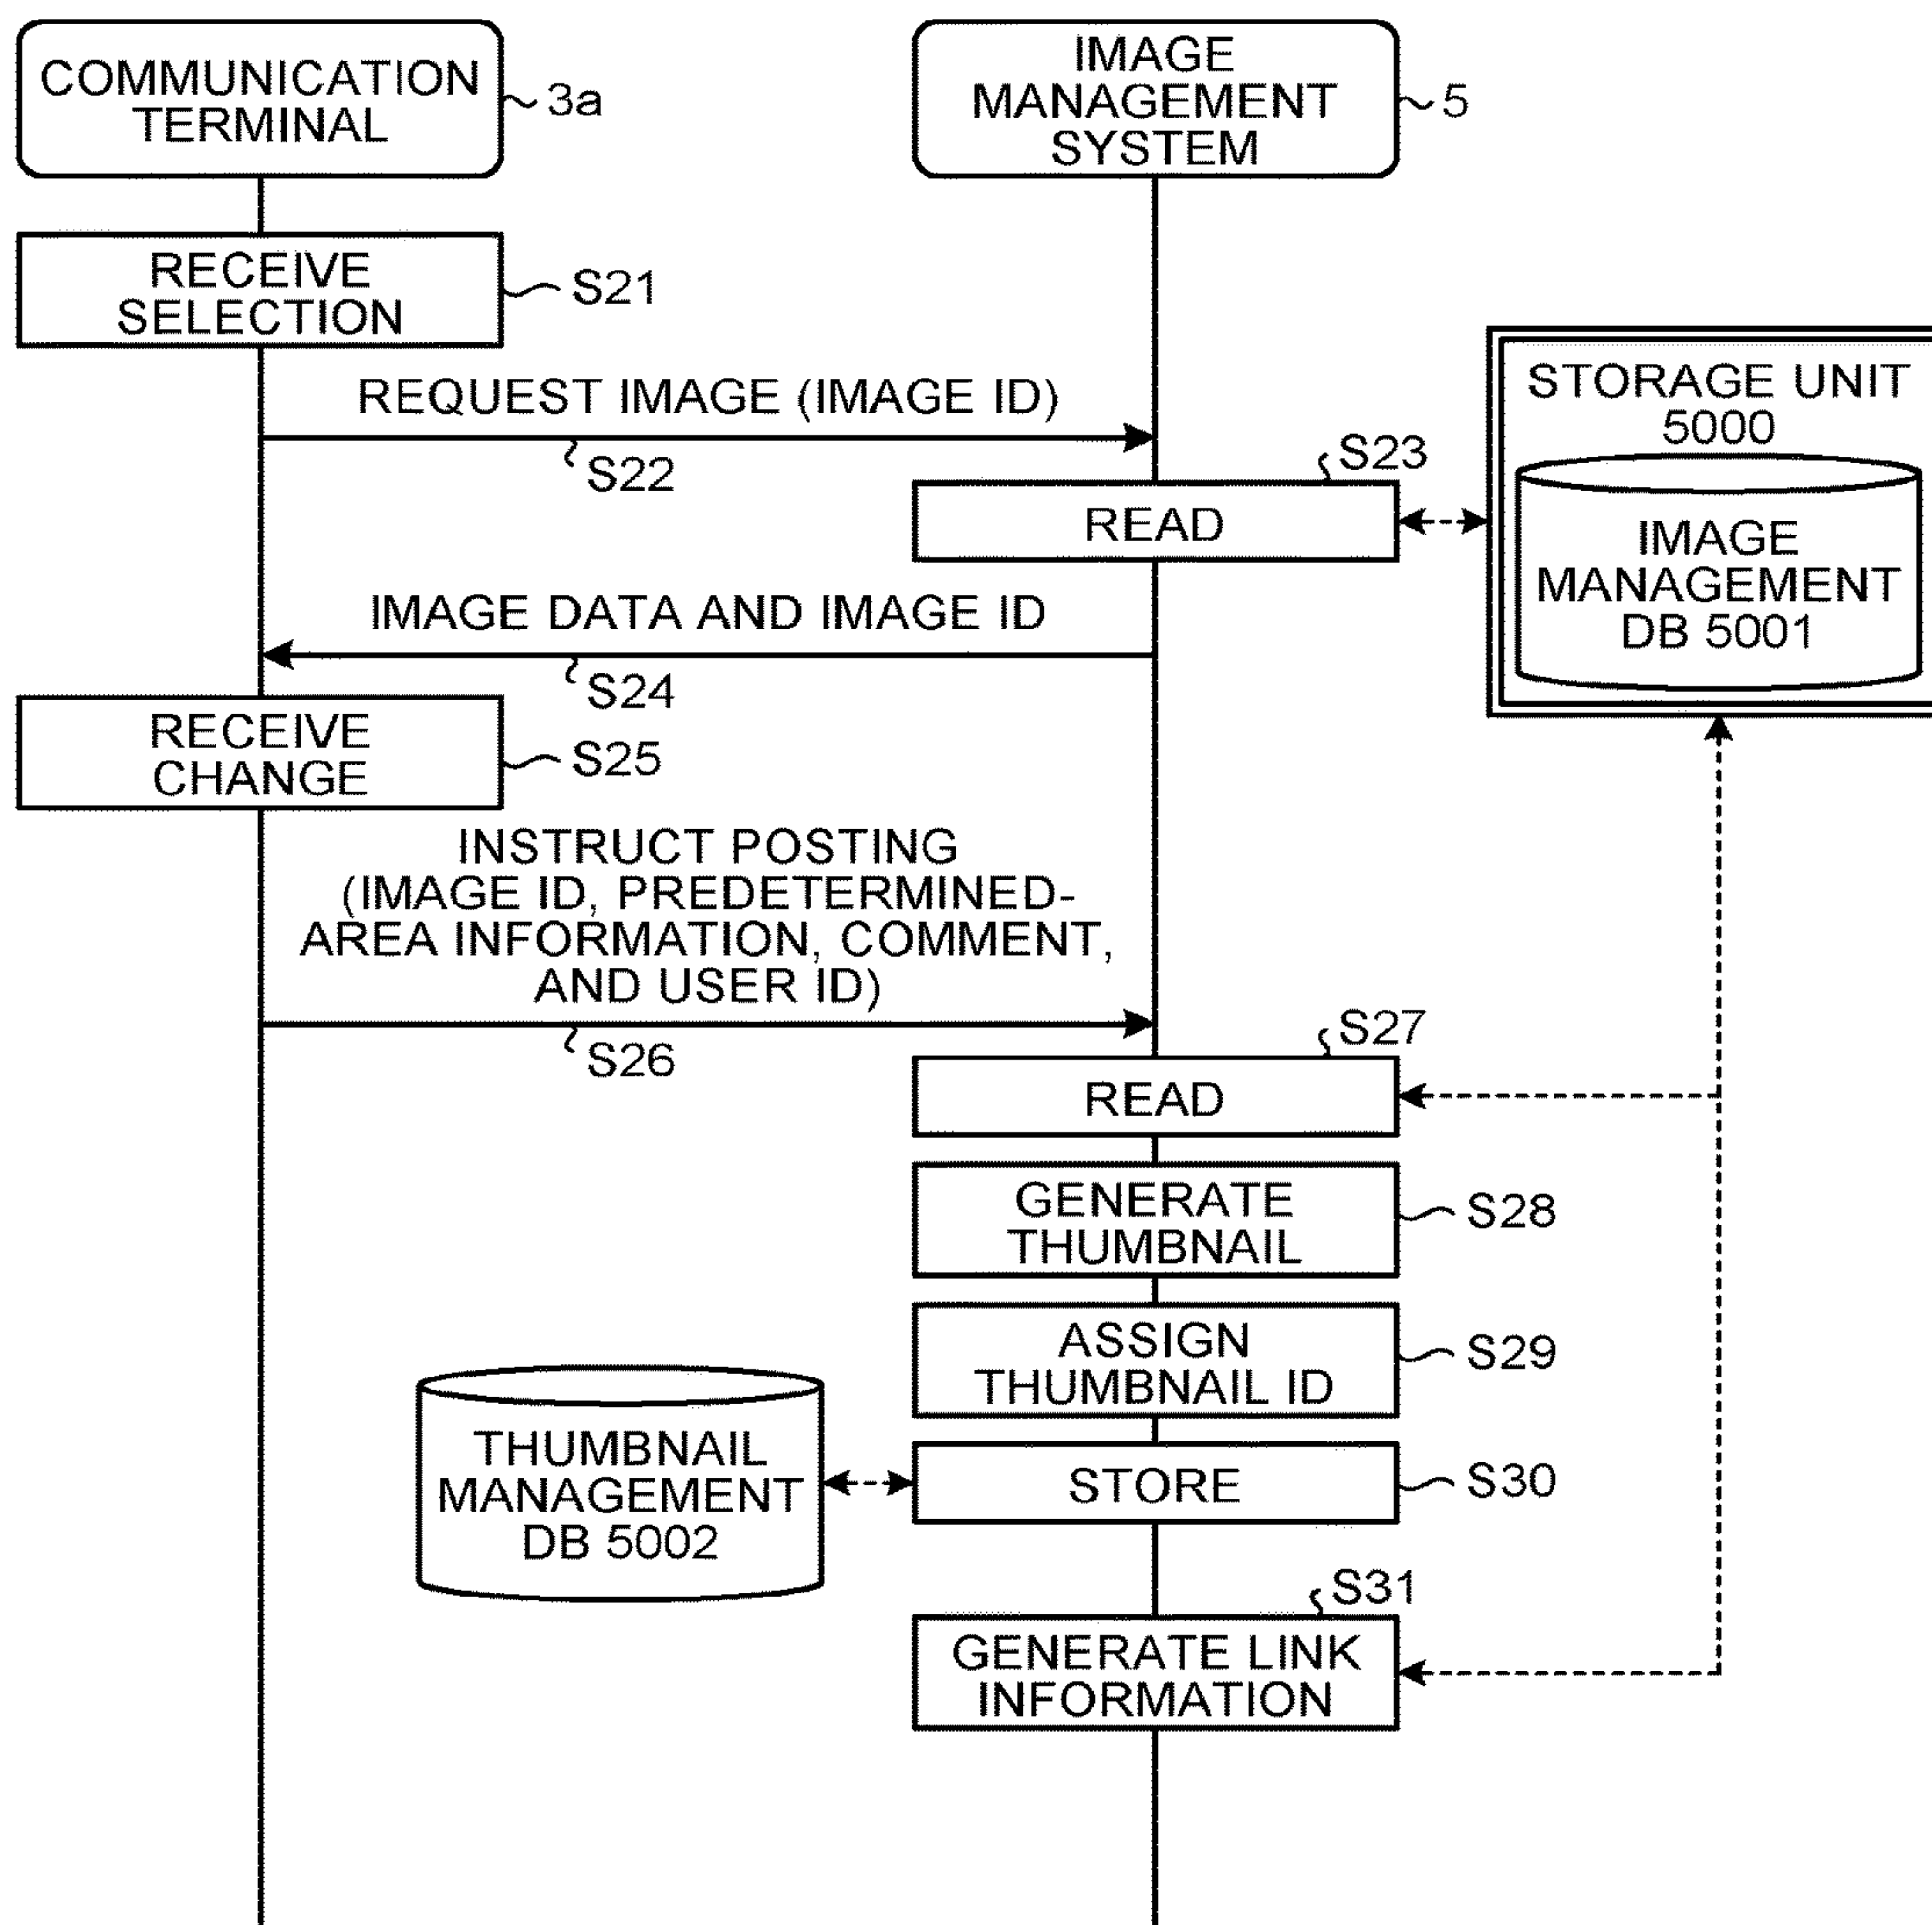 COMMUNICATION
TERMINAL
3a
IMAGE
MANAGEMENT
SYSTEM
5
RECEIVE
SELECTION
S21
REQUEST IMAGE (IMAGE ID)
S22
S23
READ
STORAGE UNIT
5000
IMAGE
MANAGEMENT
DB 5001
IMAGE DATA AND IMAGE ID
S24
RECEIVE
CHANGE
S25
INSTRUCT POSTING
(IMAGE ID, PREDETERMINED-
AREA INFORMATION, COMMENT,
AND USER ID)
S26
S27
READ
GENERATE
THUMBNAIL
S28
ASSIGN
THUMBNAIL ID
S29
THUMBNAIL
MANAGEMENT
DB 5002
STORE
S30
S31
GENERATE LINK
INFORMATION